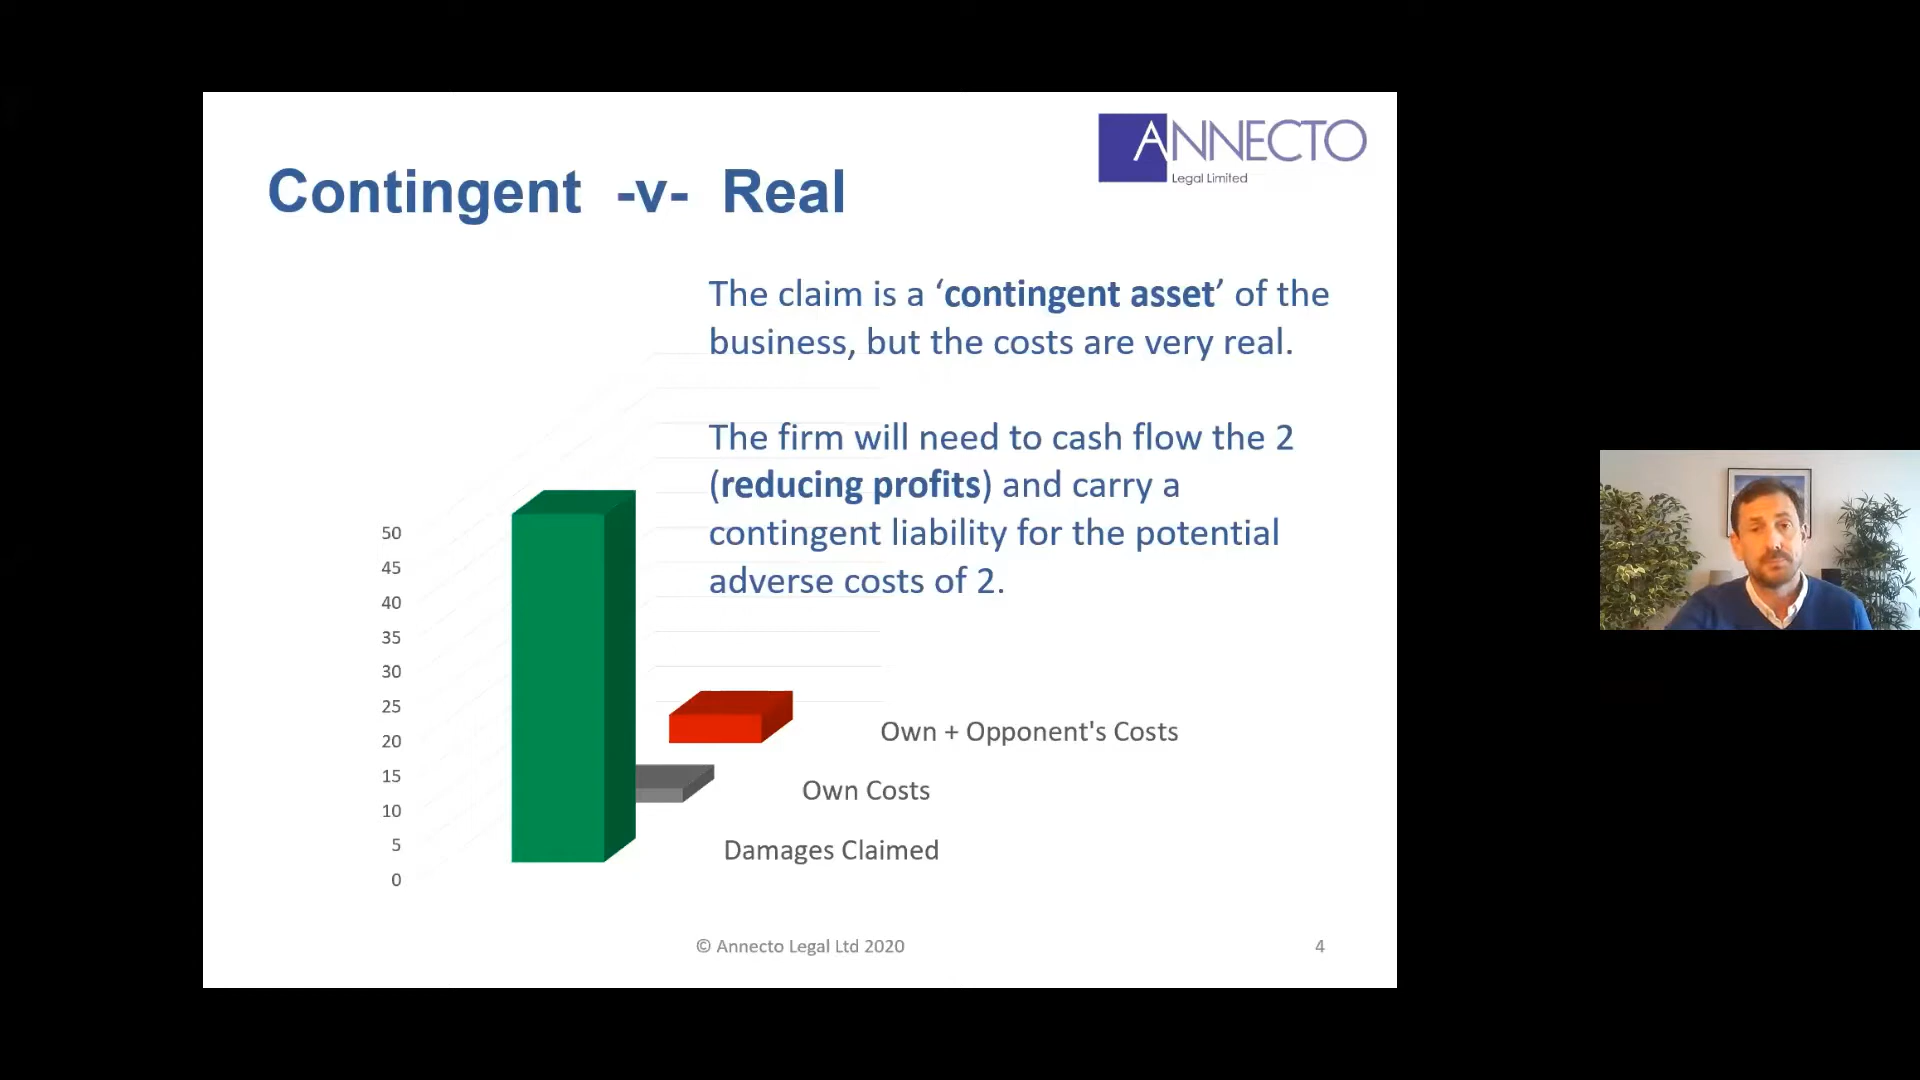 ANNECTO
Legal Limited
Contingent -v- Real
The claim is a ‘contingent asset’ of the
business, but the costs are very real.
The firm will need to cash flow the 2
(reducing profits) and carry a
contingent liability for the potential
adverse costs of 2.
50
45
40
35
30
25
20
15
10
5
0
Own + Opponent's Costs
Own Costs
Damages Claimed
© Annecto Legal Ltd 2020
4